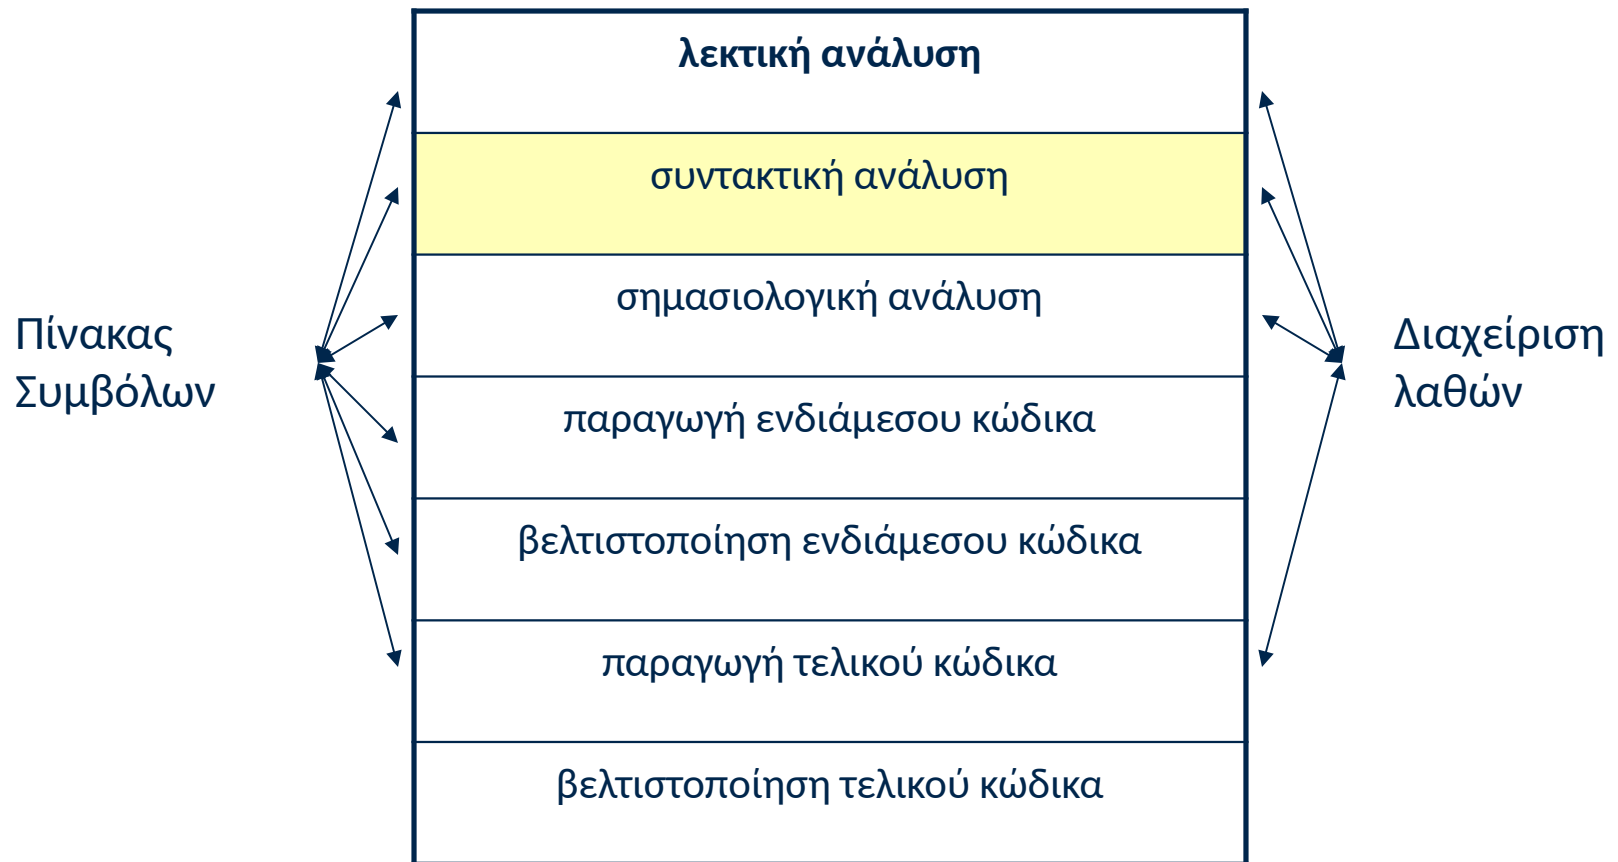 λεκτική ανάλυση
συντακτική ανάλυση
σημασιολογική ανάλυση
Πίνακας
Συμβόλων
Διαχείριση
λαθών
παραγωγή ενδιάμεσου κώδικα
βελτιστοποίηση ενδιάμεσου κώδικα
παραγωγή τελικού κώδικα
βελτιστοποίηση τελικού κώδικα